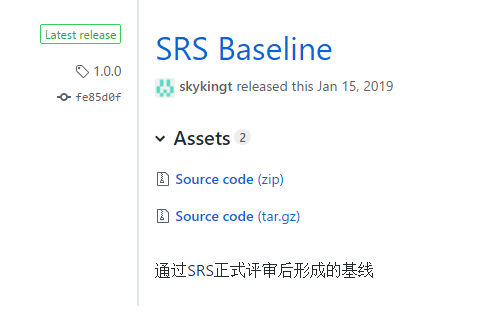 Latest release
1.0.0
fe85d0f
SRS Baseline
skykingt released this Jan 15, 2019
Assets 2
Source code (zip)
Source code (tar.gz)
通过SRS正式评审后形成的基线